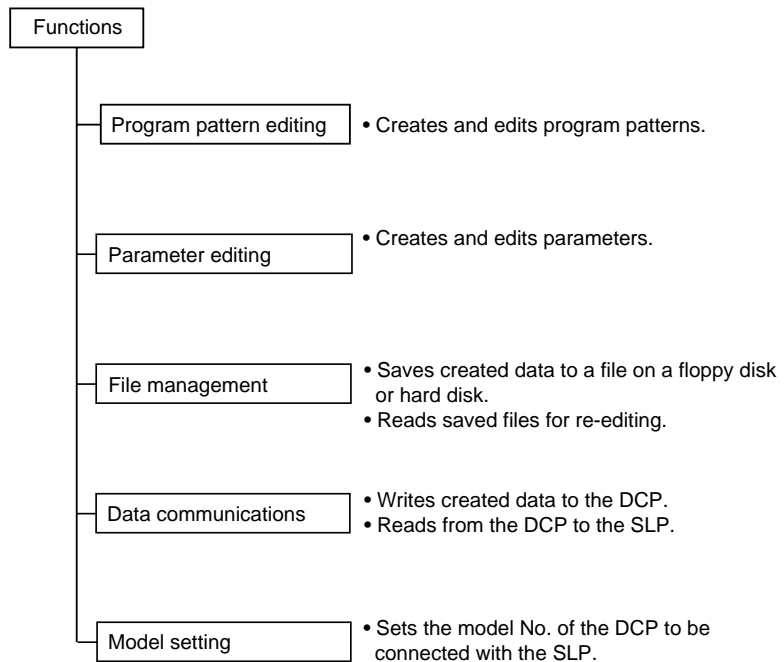 Functions
Program pattern editing
• Creates and edits program patterns.
Parameter editing
• Creates and edits parameters.
File management
• Saves created data to a file on a floppy disk
or hard disk.
• Reads saved files for re-editing.
Data communications
• Writes created data to the DCP.
• Reads from the DCP to the SLP.
Model setting
• Sets the model No. of the DCP to be
connected with the SLP.